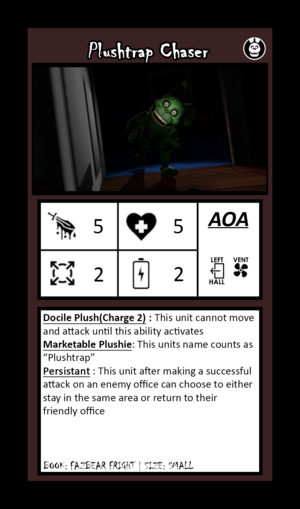 Plushtrap Chaser
5
5
AOA
2
2
LEFT
HALL
VENT
Docile Plush(Charge 2) : This unit cannot move
and attack until this ability activates
Marketable Plushie: This units name counts as
"Plushtrap"
Persistant : This unit after making a successful
attack on an enemy office can choose to either
stay in the same area or return to their
friendly office
BOOK: FAZBEAR FRIGHT | SIZE: SMALL